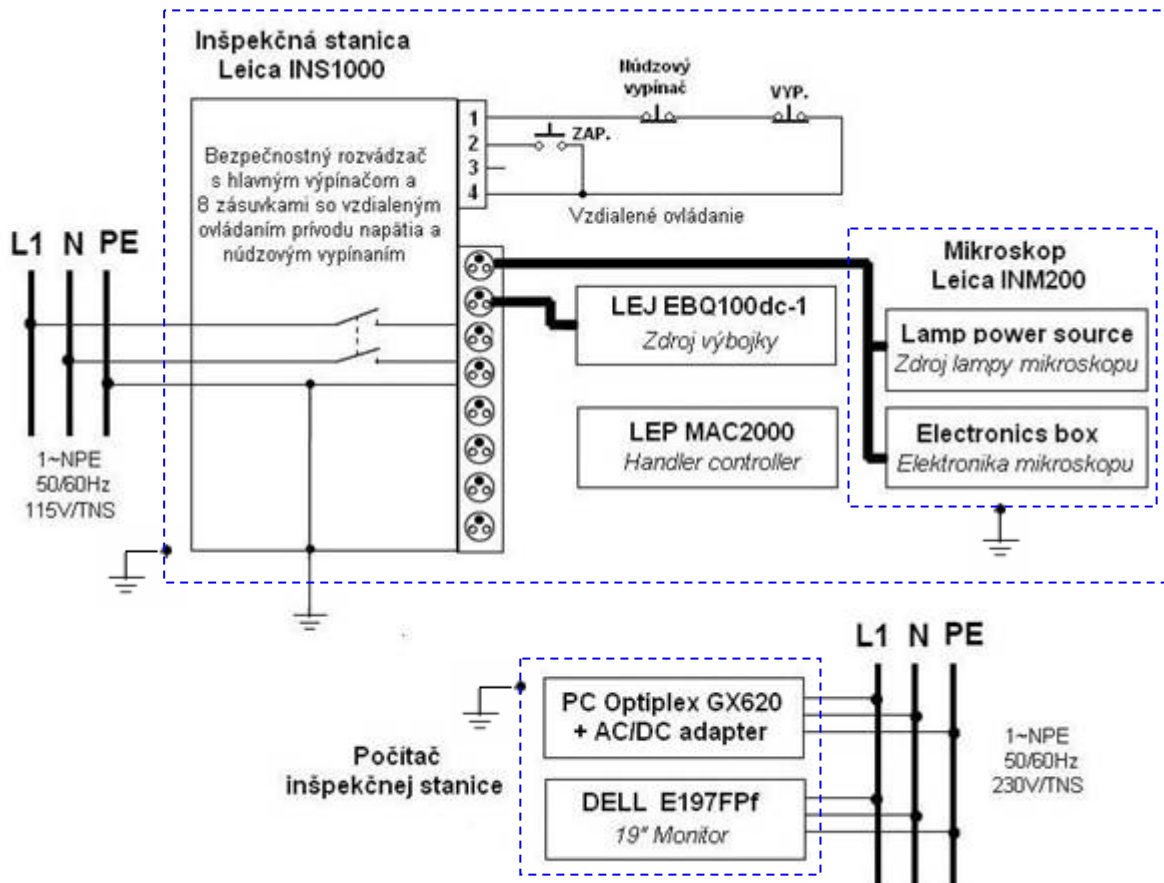 Inšpekčná stanica
Leica INS1000
Bezpečnostný rozvádzač
s hlavným výpínačom a
8 zásuvkami so vzdialeným
ovládaním prívodu napätia a
núdzovým vypínaním
1
2
3
4
Núdzový
vypínač
VYP.
ZAP.
Vzdialené ovládanie
L1 N PE
1~NPE
50/60Hz
115V/TNS
LEJ EBQ100dc-1
Zdroj výbojky
LEP MAC2000
Handler controller
Mikroskop
Leica INM200
Lamp power source
Zdroj lampy mikroskopu
Electronics box
Elektronika mikroskopu
L1 N PE
Počítač
inšpekčnej stanice
PC Optiplex GX620
+ AC/DC adapter
DELL E197FPf
19" Monitor
1~NPE
50/60Hz
230V/TNS